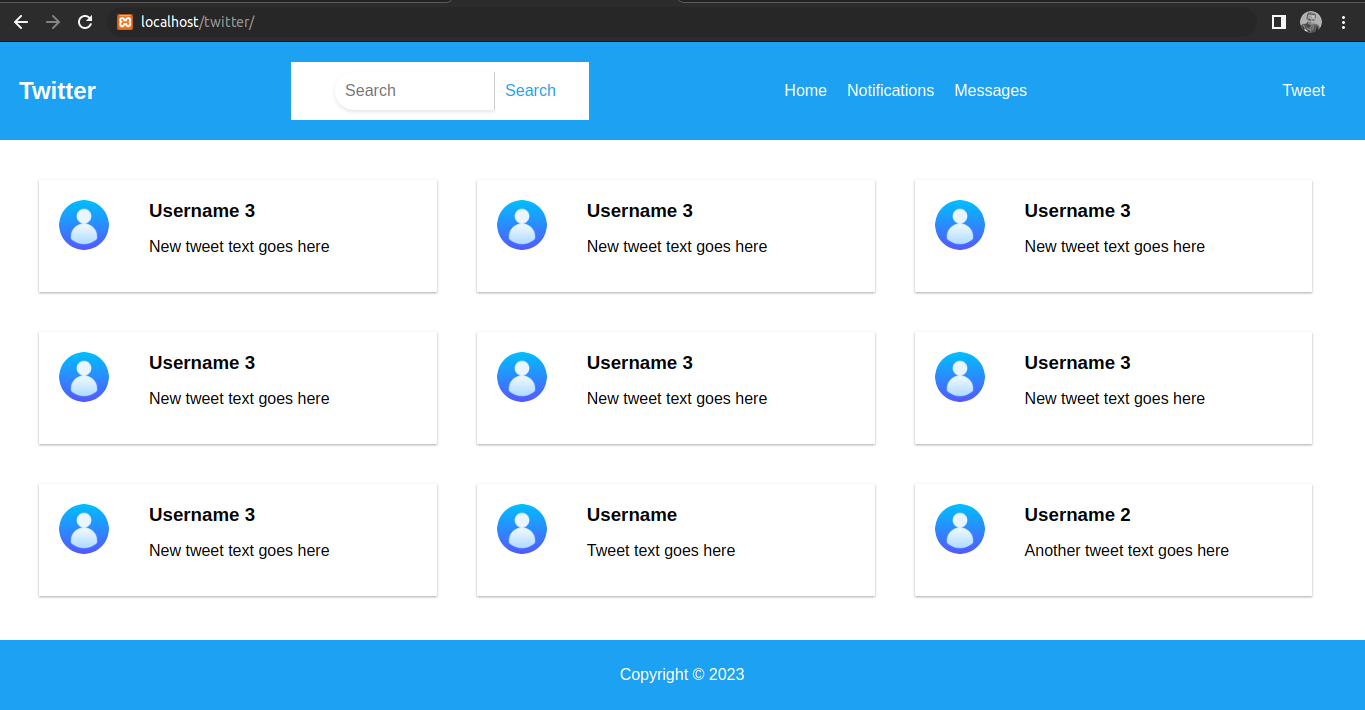 localhost/twitter/
Twitter
Search Search
Home Notifications Messages
Tweet
Username 3
New tweet text goes here
Username 3
New tweet text goes here
Username 3
New tweet text goes here
Username 3
New tweet text goes here
Username 3
New tweet text goes here
Username 3
New tweet text goes here
Username 3
New tweet text goes here
Username
Tweet text goes here
Username 2
Another tweet text goes here
Copyright © 2023